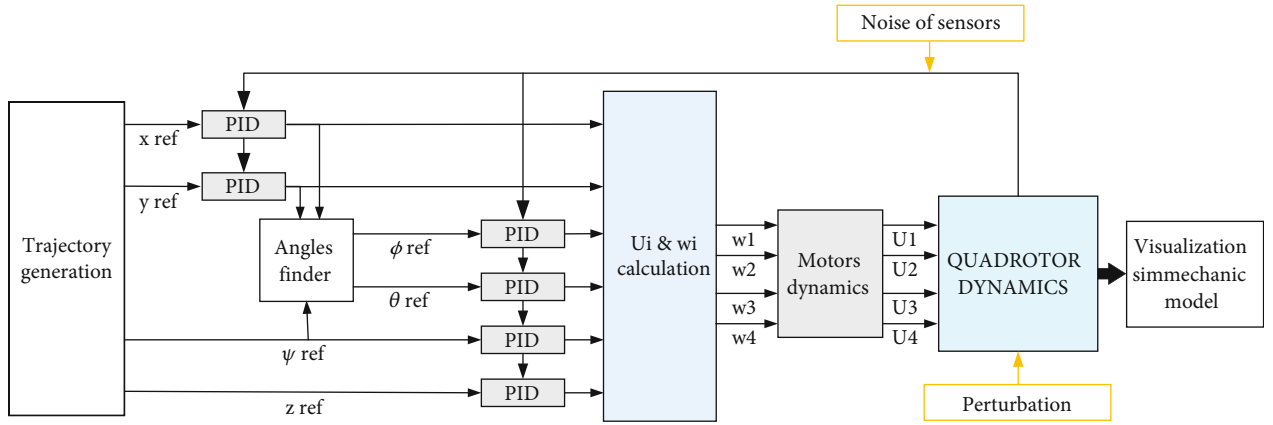 Noise of sensors
Trajectory
generation
x ref
y ref
PID
PID
Angles
finder
ϕ ref
θ ref
ψ ref
z ref
PID
PID
PID
PID
Ui & wi
calculation
w1
w2
w3
w4
Motors
dynamics
U1
U2
U3
U4
QUADROTOR
DYNAMICS
Visualization
simmechanic
model
Perturbation